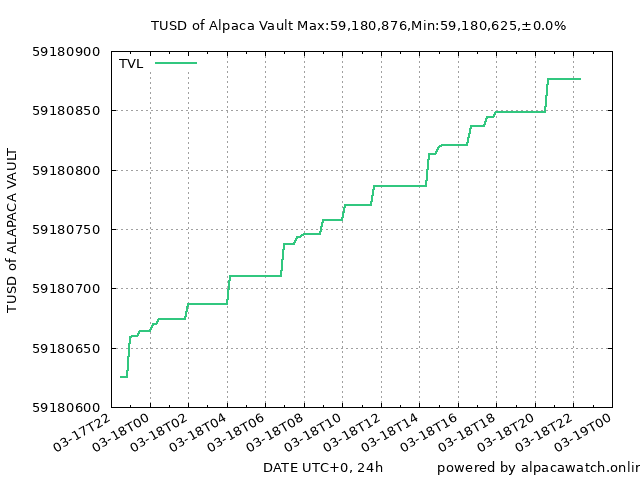 TUSD of Alpaca Vault Max:59,180,876,Min:59,180,625,±0.0%
TVL
59180900
59180850
59180800
59180750
59180700
59180650
59180600
TUSD of ALAPACA VAULT
03-17T22
03-18T00
03-18T02
03-18T04
03-18T06
03-18T08
03-18T10
03-18T12
03-18T14
03-18T16
03-18T18
03-18T20
03-18T22
03-19T00
DATE UTC+0, 24h
powered by alpacawatch.onlin